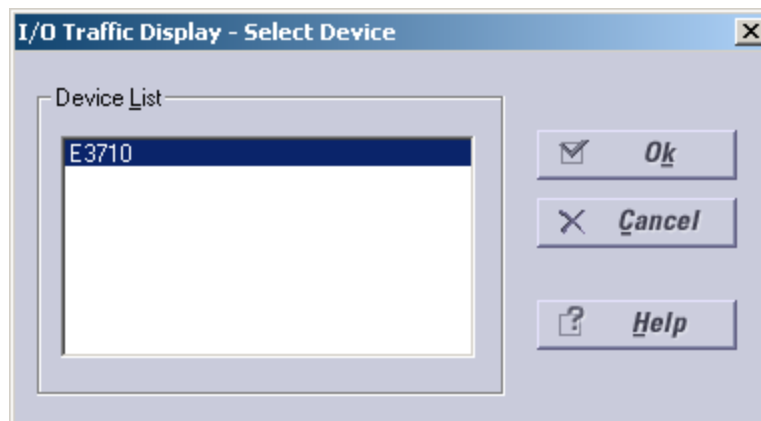 I/O Traffic Display - Select Device
Device List
E3710
Ok
Cancel
Help